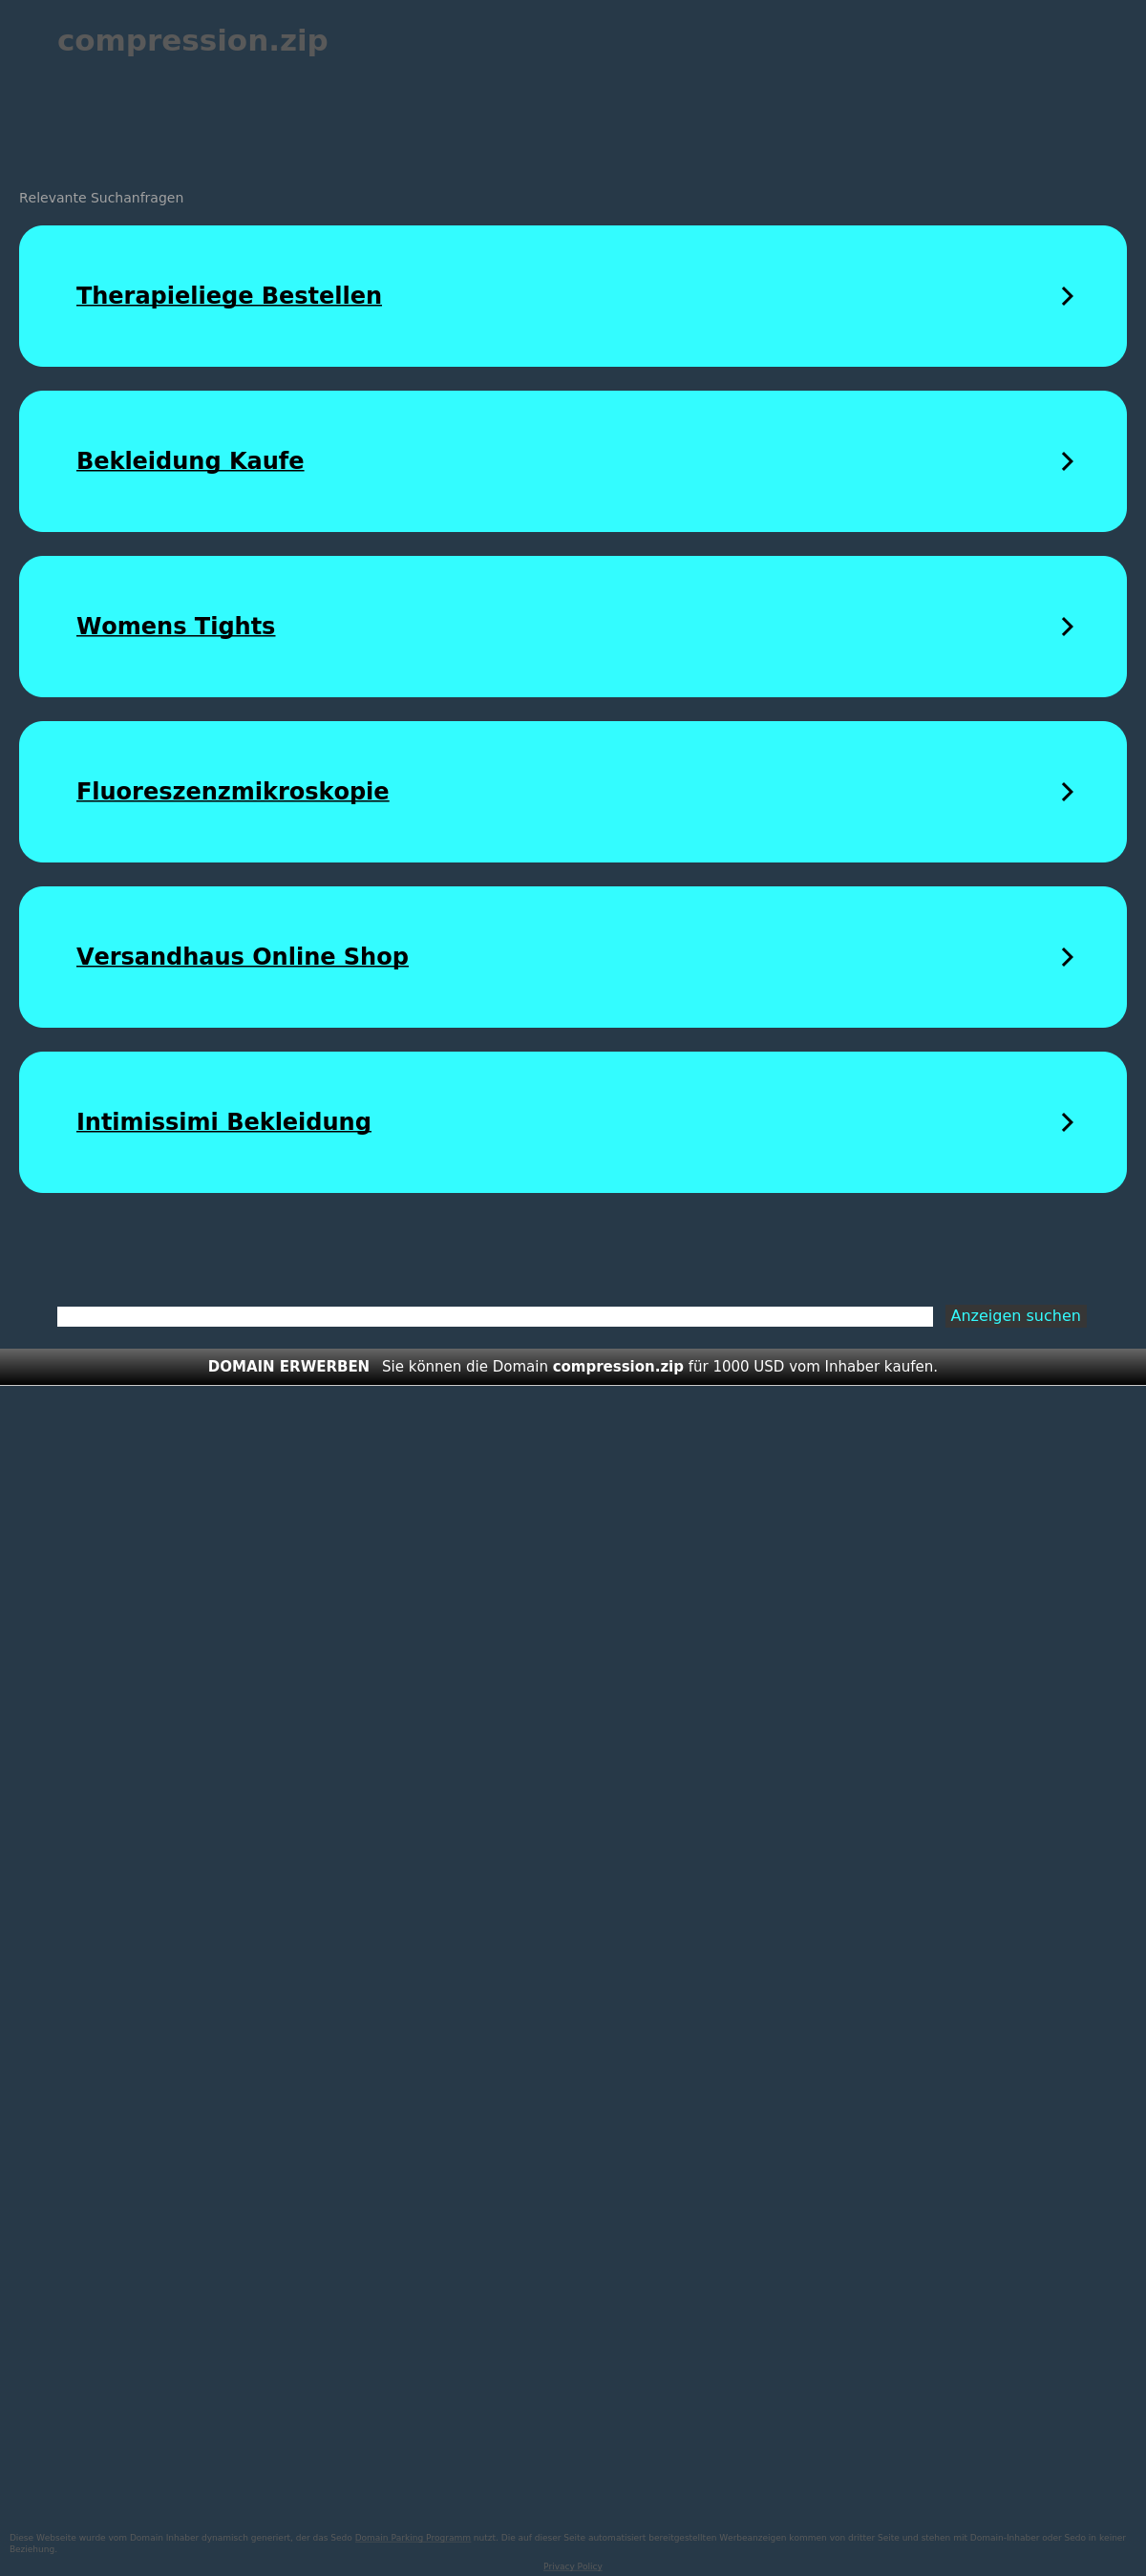 compression.zip
Relevante Suchanfragen
Therapieliege Bestellen
Bekleidung Kaufe
Womens Tights
Fluoreszenzmikroskopie
Versandhaus Online Shop
Intimissimi Bekleidung
Anzeigen suchen
DOMAIN ERWERBEN Sie können die Domain compression.zip für 1000 USD vom Inhaber kaufen.
Diese Webseite wurde vom Domain Inhaber dynamisch generiert, der das Sedo Domain Parking Programm nutzt. Die auf dieser Seite automatisiert bereitgestellten Werbeanzeigen kommen von dritter Seite und stehen mit Domain-Inhaber oder Sedo in keiner
Beziehung.
Privacy Policy